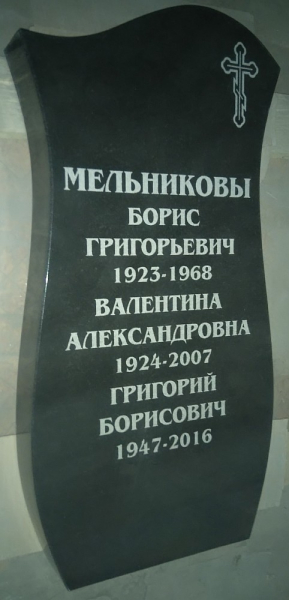 МЕЛЬНИКОВЫ
БОРИС
ГРИГОРЬЕВИЧ
1923-1968
ВАЛЕНТИНА
АЛЕКСАНДРОВНА
1924-2007
ГРИГОРИЙ
БОРИСОВИЧ
1947-2016